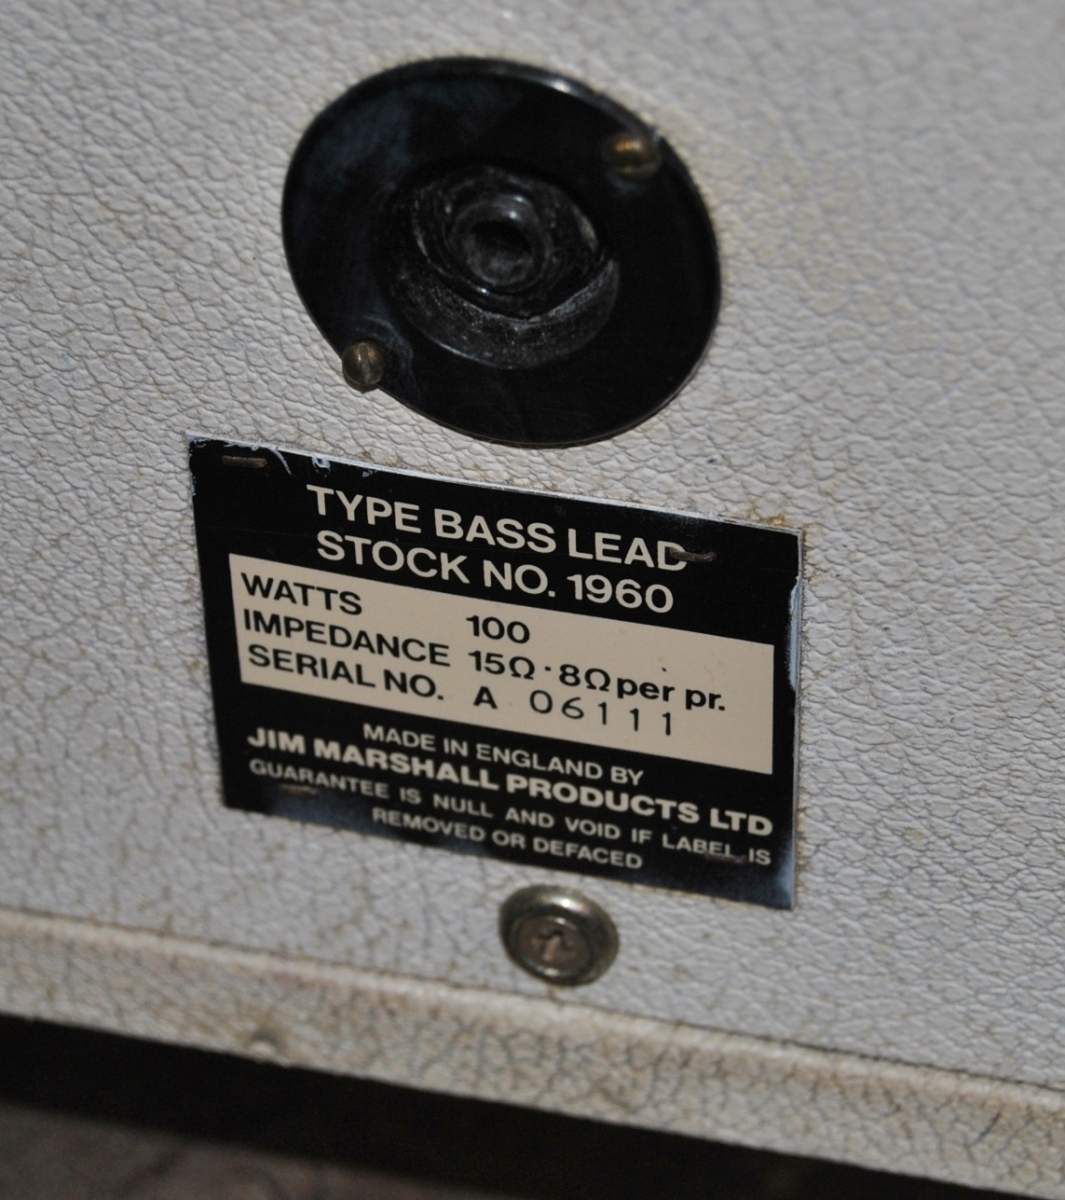 TYPE BASS LEAD
STOCK NO. 1960
WATTS 100
IMPEDANCE 15Ω·8Ω per pr.
SERIAL NO. A 06111
MADE IN ENGLAND BY
JIM MARSHALL PRODUCTS LTD
GUARANTEE IS NULL AND VOID IF LABEL IS
REMOVED OR DEFACED